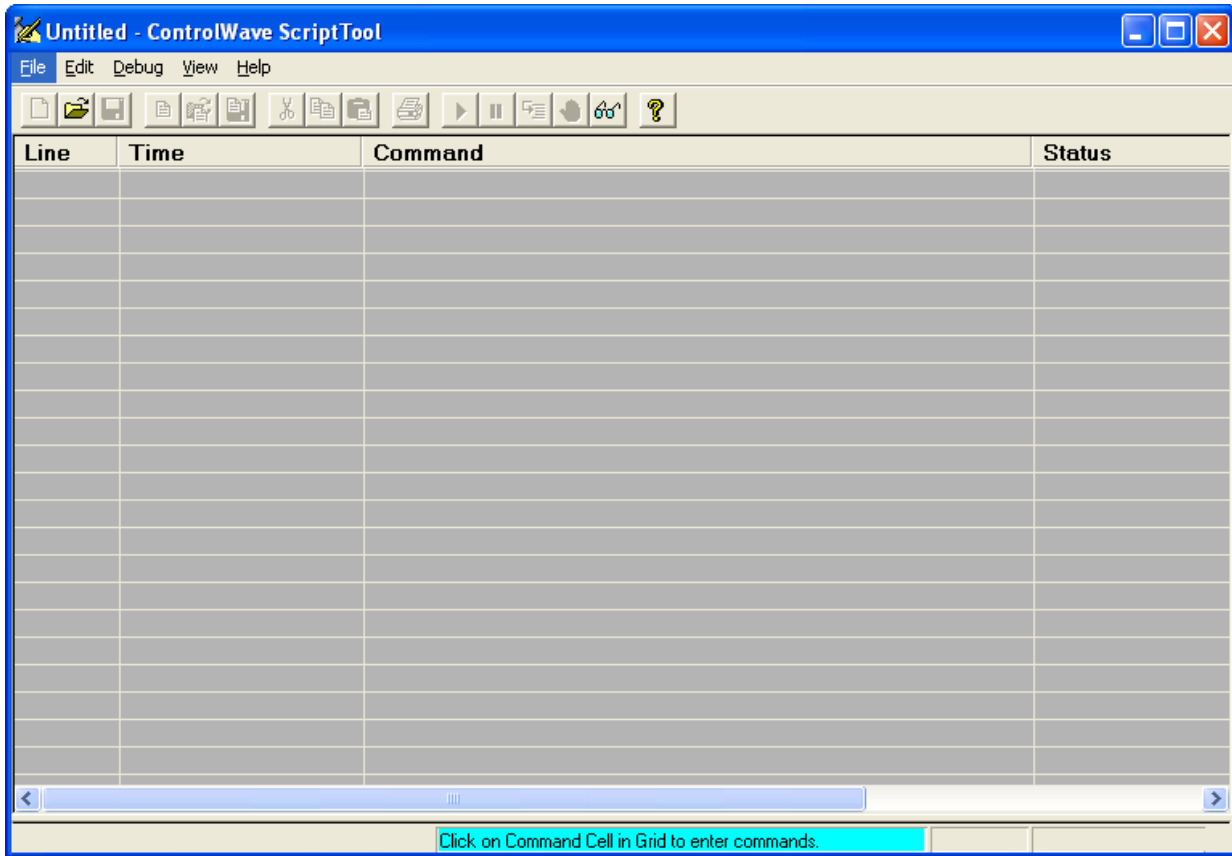 Untitled - ControlWave ScriptTool
File Edit Debug View Help
Line Time Command Status
Click on Command Cell in Grid to enter commands.